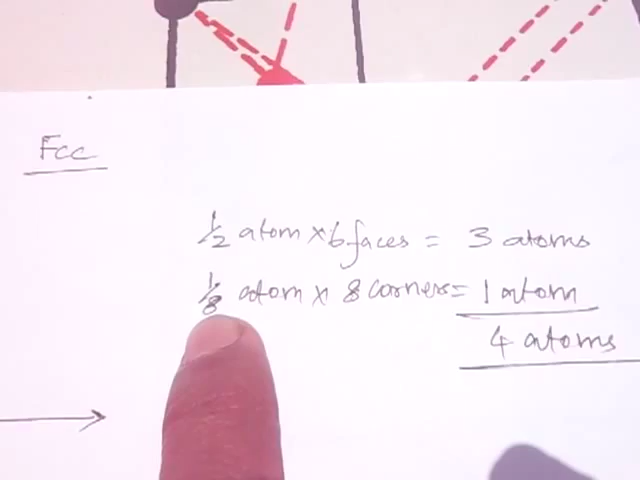 Fcc
1/2 atom × 6 faces = 3 atoms
1/8 atom × 8 corners = 1 atom
4 atoms